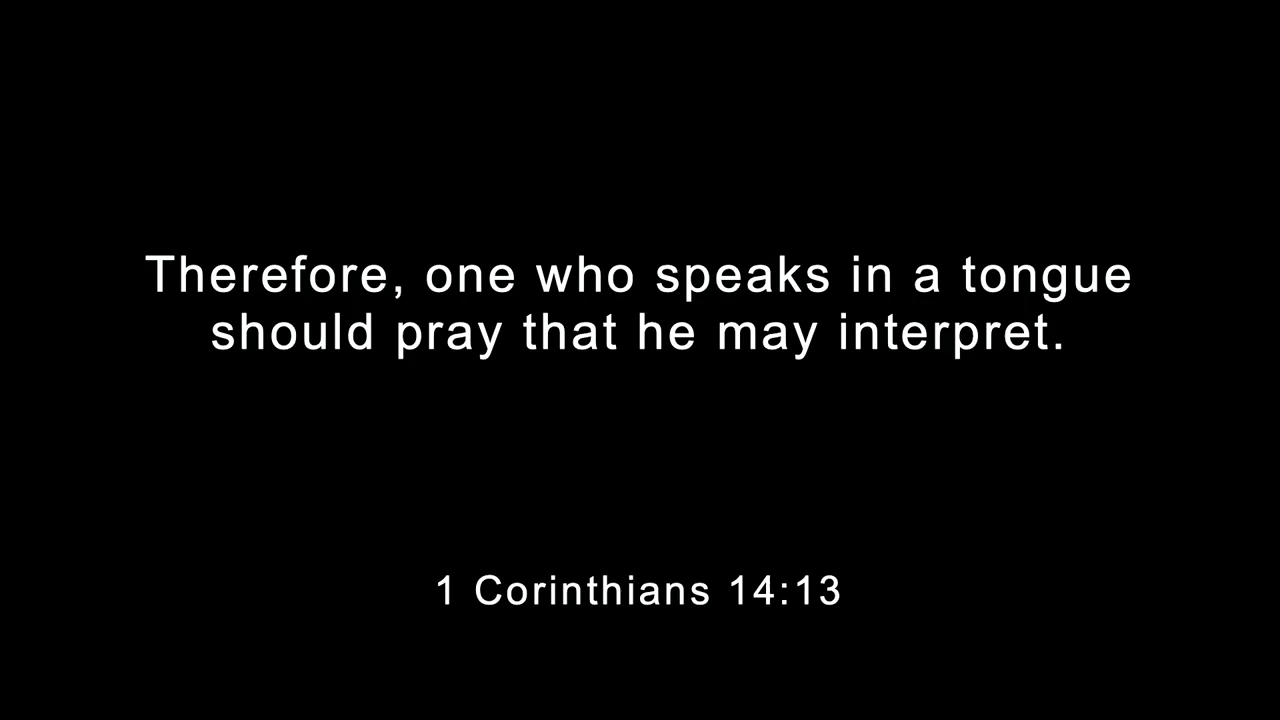 Therefore, one who speaks in a tongue
should pray that he may interpret.
1 Corinthians 14:13